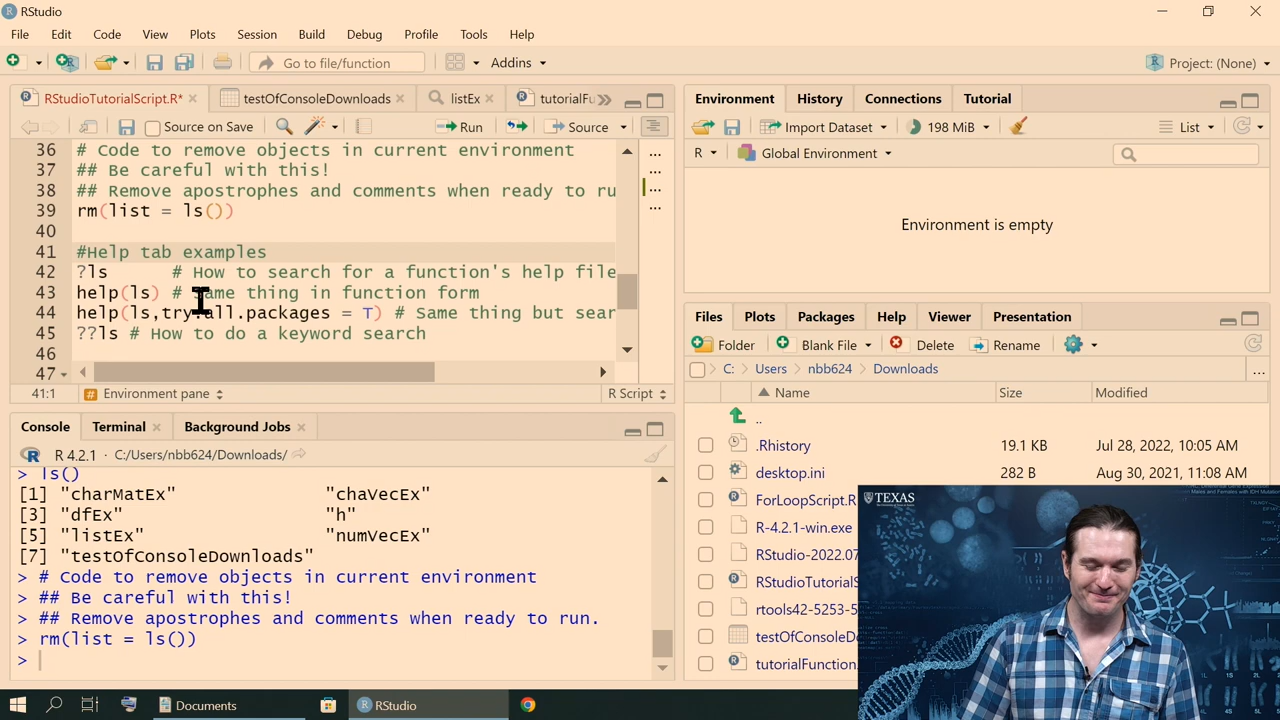 RStudio
File Edit Code View Plots Session Build Debug Profile Tools Help
Go to file/function Addins Project: (None)
RStudioTutorialScript.R* testOfConsoleDownloads listEx tutorialFu
Source on Save Run Source
36 # Code to remove objects in current environment
37 ## Be careful with this!
38 ## Remove apostrophes and comments when ready to ru
39 rm(list = ls())
40
41 #Help tab examples
42 ?ls # How to search for a function's help file
43 help(ls) # Same thing in function form
44 help(ls,try.all.packages = T) # Same thing but sear
45 ??ls # How to do a keyword search
46
47
41:1 Environment pane R Script
Console Terminal Background Jobs
R 4.2.1 · C:/Users/nbb624/Downloads/
> ls()
[1] "charMatEx" "chaVecEx"
[3] "dfEx" "h"
[5] "listEx" "numVecEx"
[7] "testOfConsoleDownloads"
> # Code to remove objects in current environment
> ## Be careful with this!
> ## Remove apostrophes and comments when ready to run.
> rm(list = ls())
>
Environment History Connections Tutorial
Import Dataset 198 MiB List
R Global Environment
Environment is empty
Files Plots Packages Help Viewer Presentation
Folder Blank File Delete Rename
C: Users nbb624 Downloads ...
Name Size Modified
..
.Rhistory 19.1 KB Jul 28, 2022, 10:05 AM
desktop.ini 282 B Aug 30, 2021, 11:08 AM
ForLoopScript.R
R-4.2.1-win.exe
RStudio-2022.07
RStudioTutorialS
rtools42-5253-5
testOfConsoleD
tutorialFunction.
TEXAS
Documents RStudio